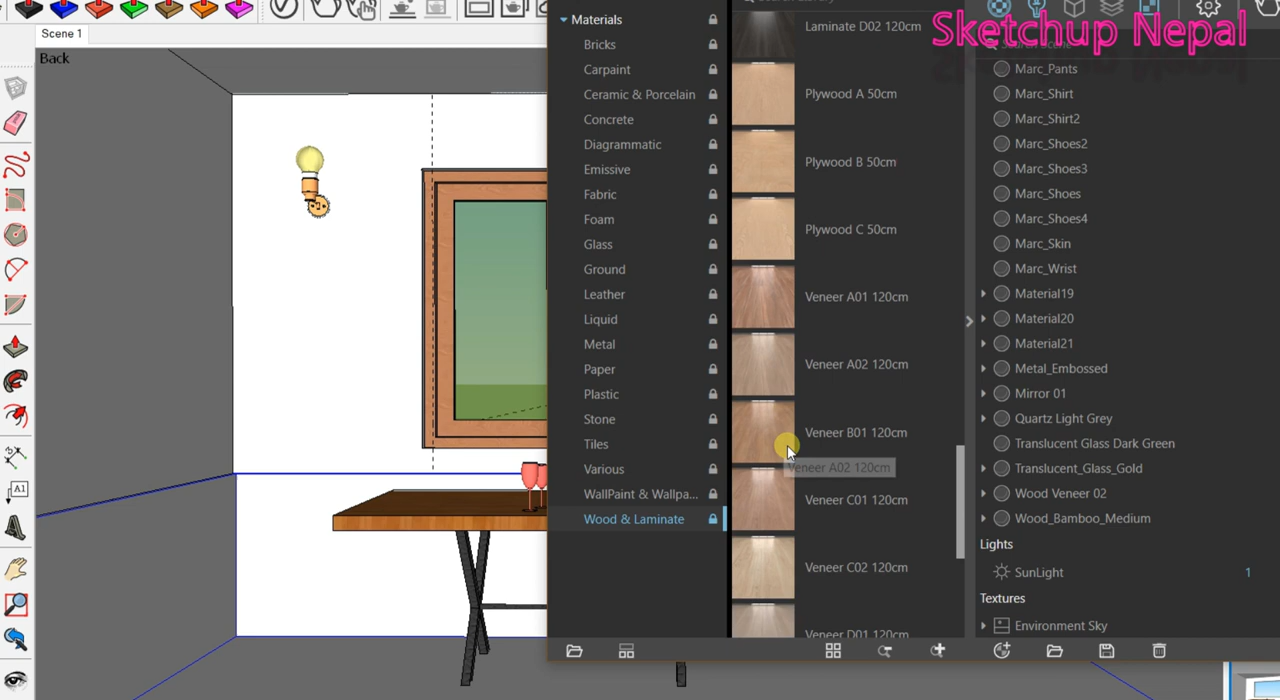 Scene 1
Back
A1
Materials
Bricks
Carpaint
Ceramic & Porcelain
Concrete
Diagrammatic
Emissive
Fabric
Foam
Glass
Ground
Leather
Liquid
Metal
Paper
Plastic
Stone
Tiles
Various
WallPaint & Wallpa...
Wood & Laminate
Laminate D02 120cm
Plywood A 50cm
Plywood B 50cm
Plywood C 50cm
Veneer A01 120cm
Veneer A02 120cm
Veneer B01 120cm
Veneer A02 120cm
Veneer C01 120cm
Veneer C02 120cm
Veneer D01 120cm
Sketchup Nepal
Marc_Pants
Marc_Shirt
Marc_Shirt2
Marc_Shoes2
Marc_Shoes3
Marc_Shoes
Marc_Shoes4
Marc_Skin
Marc_Wrist
Material19
Material20
Material21
Metal_Embossed
Mirror 01
Quartz Light Grey
Translucent Glass Dark Green
Translucent_Glass_Gold
Wood Veneer 02
Wood_Bamboo_Medium
Lights
SunLight 1
Textures
Environment Sky